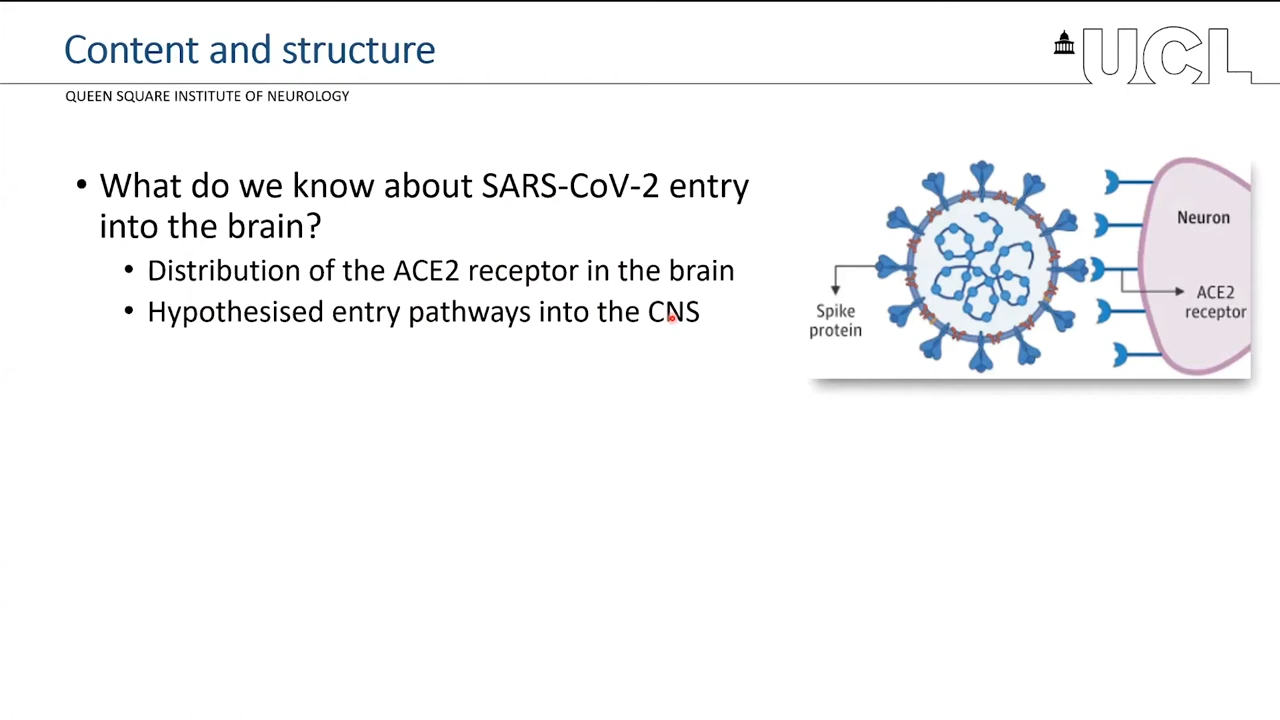 Content and structure
UCL
QUEEN SQUARE INSTITUTE OF NEUROLOGY
• What do we know about SARS-CoV-2 entry
into the brain?
• Distribution of the ACE2 receptor in the brain
• Hypothesised entry pathways into the CNS
Spike
protein
Neuron
ACE2
receptor